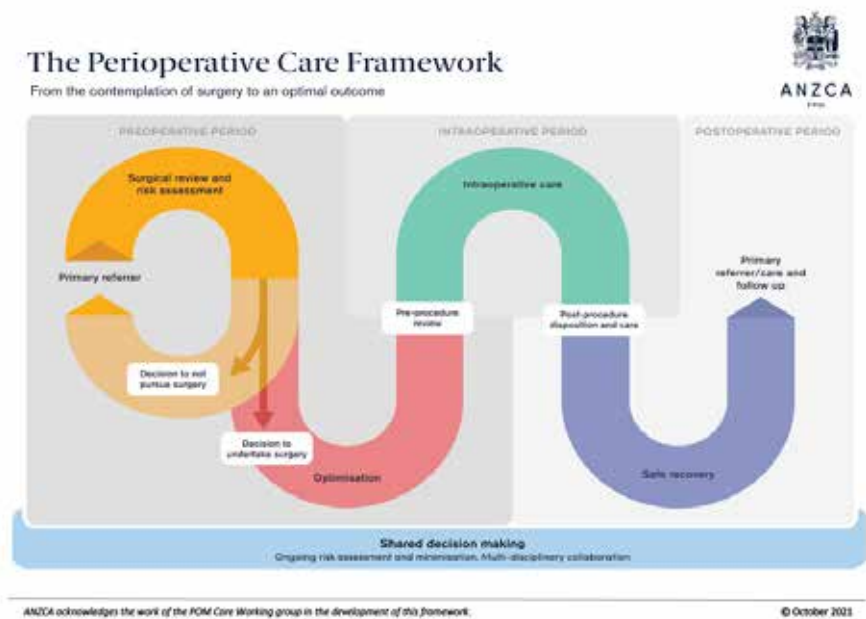 The Perioperative Care Framework
From the contemplation of surgery to an optimal outcome
ANZCA
PREOPERATIVE PERIOD
INTRAOPERATIVE PERIOD
POSTOPERATIVE PERIOD
Surgical review and
risk assessment
Primary referrer
Decision to not
pursue surgery
Decision to
undertake surgery
Optimisation
Pre-procedure
review
Intraoperative care
Post-procedure
disposition and care
Safe recovery
Primary
referrer/care and
follow up
Shared decision making
Ongoing risk assessment and minimisation. Multi-disciplinary collaboration
ANZCA acknowledges the work of the POM Care Working group in the development of this framework.
© October 2021